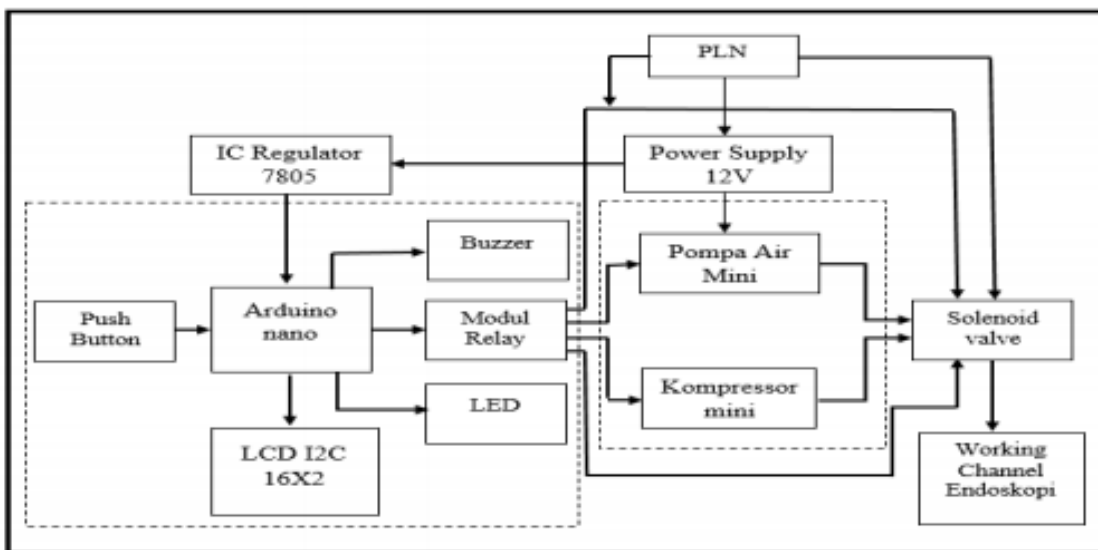 PLN
IC Regulator
7805
Power Supply
12V
Buzzer
Pompa Air
Mini
Push
Button
Arduino
nano
Modul
Relay
Solenoid
valve
LED
Kompressor
mini
LCD I2C
16X2
Working
Channel
Endoskopi